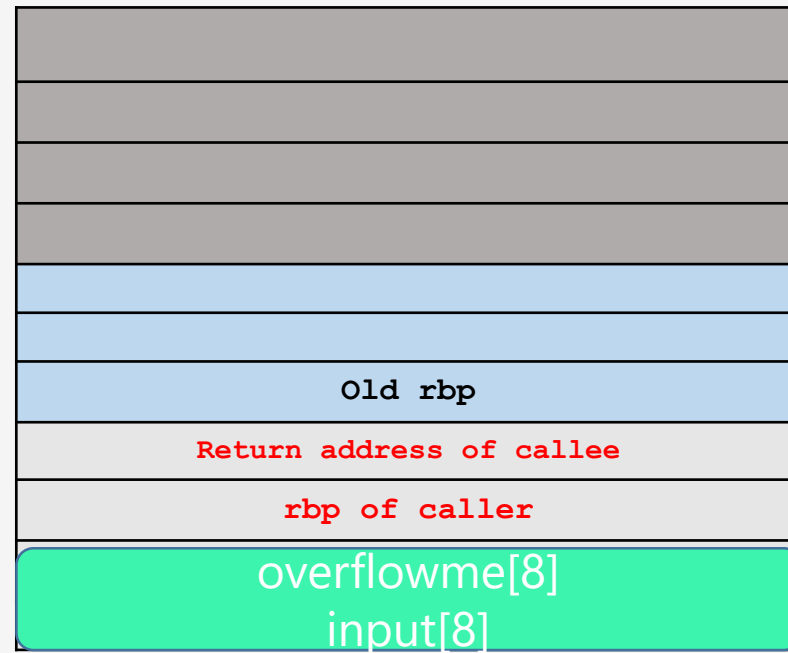 Old rbp
Return address of callee
rbp of caller
overflowme[8]
input[8]